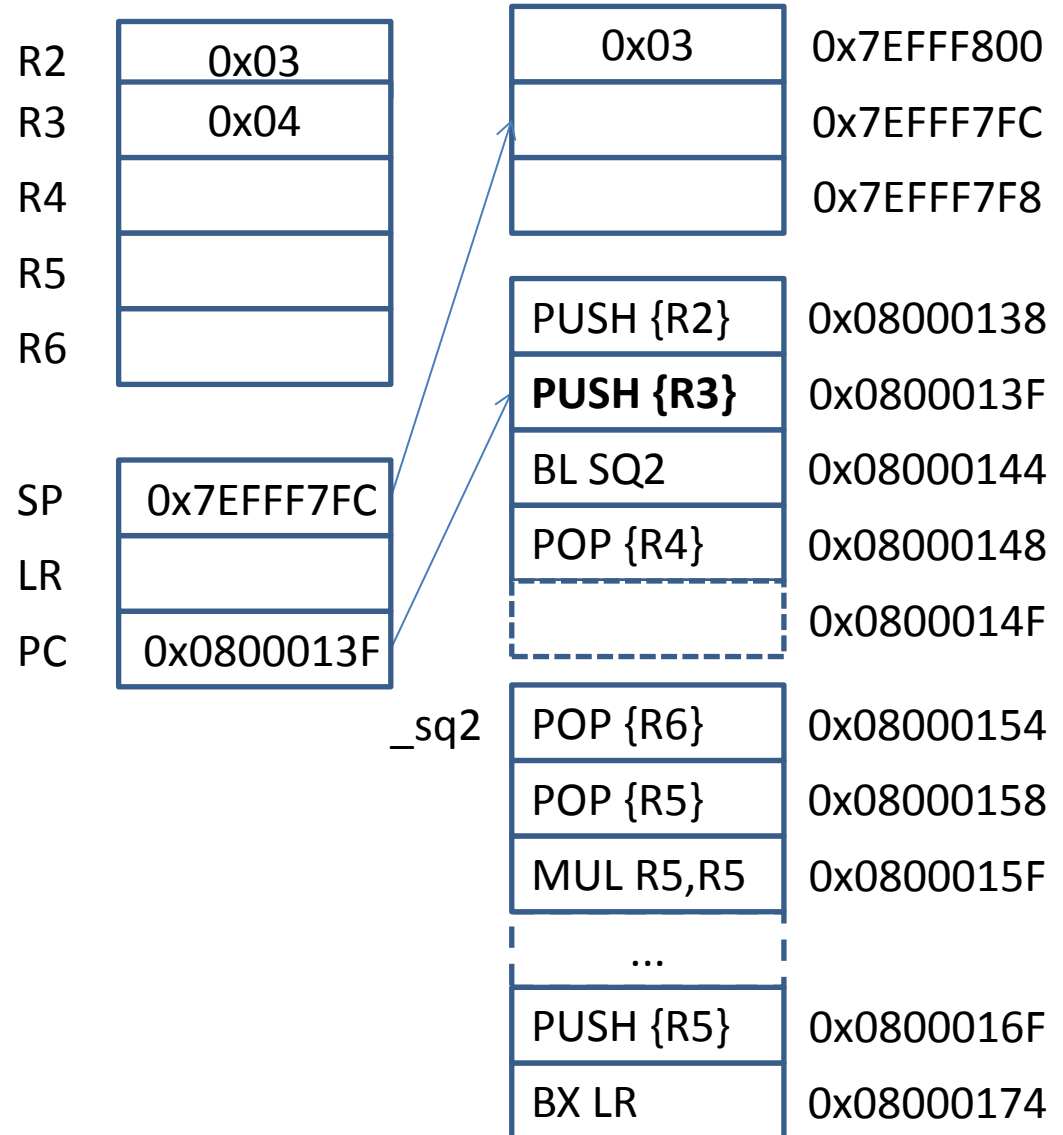 R2 0x03
R3 0x04
R4
R5
R6
SP 0x7EFFF7FC
LR
PC 0x0800013F
0x03 0x7EFFF800
0x7EFFF7FC
0x7EFFF7F8
PUSH {R2} 0x08000138
PUSH {R3} 0x0800013F
BL SQ2 0x08000144
POP {R4} 0x08000148
0x0800014F
_sq2 POP {R6} 0x08000154
POP {R5} 0x08000158
MUL R5,R5 0x0800015F
...
PUSH {R5} 0x0800016F
BX LR 0x08000174